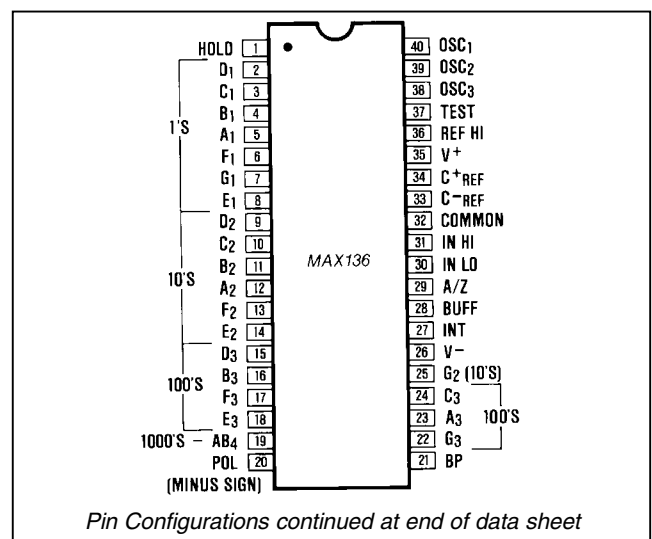 HOLD 1 40 OSC1
D1 2 39 OSC2
C1 3 38 OSC3
B1 4 37 TEST
1'S A1 5 36 REF HI
F1 6 35 V+
G1 7 34 C+REF
E1 8 33 C-REF
D2 9 32 COMMON
C2 10 31 IN HI
B2 11 MAX136 30 IN LO
10'S A2 12 29 A/Z
F2 13 28 BUFF
E2 14 27 INT
D3 15 26 V-
B3 16 25 G2 (10'S)
100'S F3 17 24 C3
E3 18 23 A3 100'S
1000'S - AB4 19 22 G3
POL 20 21 BP
(MINUS SIGN)
Pin Configurations continued at end of data sheet